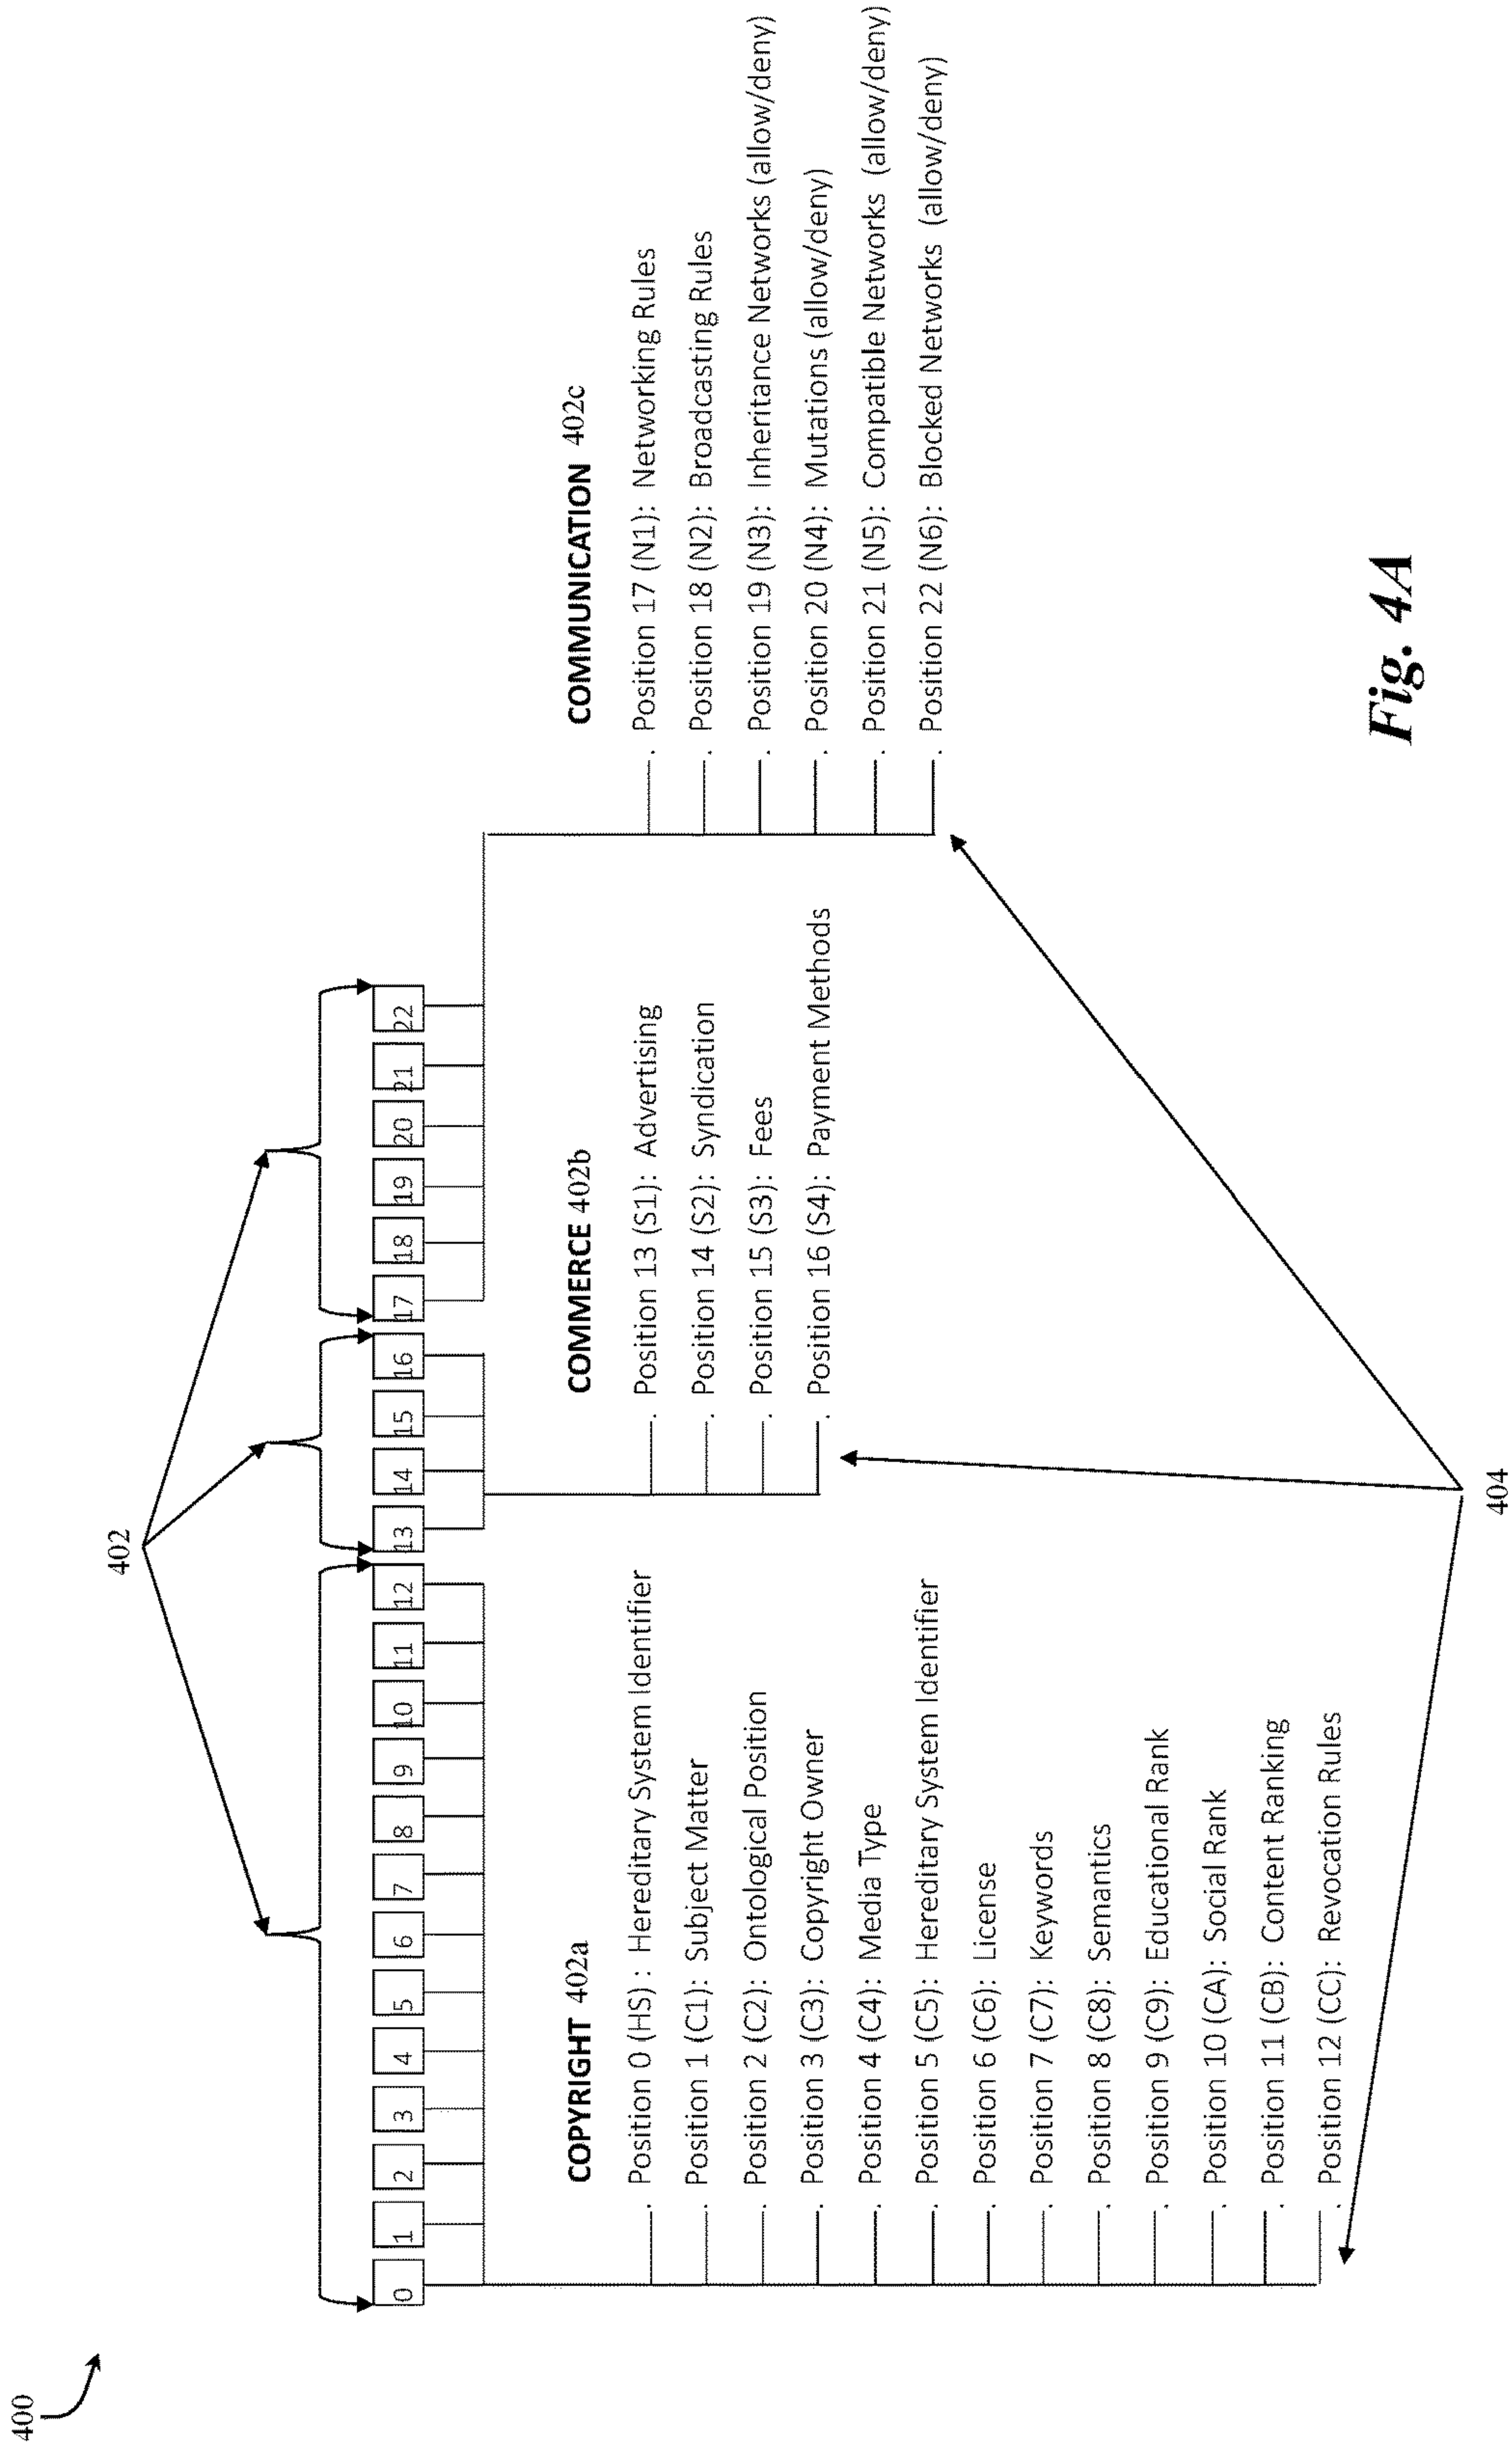 400
402
0 1 2 3 4 5 6 7 8 9 10 11 12 13 14 15 16 17 18 19 20 21 22
COPYRIGHT 402a
. Position 0 (HS) : Hereditary System Identifier
. Position 1 (C1): Subject Matter
. Position 2 (C2): Ontological Position
. Position 3 (C3): Copyright Owner
. Position 4 (C4): Media Type
. Position 5 (C5): Hereditary System Identifier
. Position 6 (C6): License
. Position 7 (C7): Keywords
. Position 8 (C8): Semantics
. Position 9 (C9): Educational Rank
. Position 10 (CA): Social Rank
. Position 11 (CB): Content Ranking
. Position 12 (CC): Revocation Rules
COMMERCE 402b
. Position 13 (S1): Advertising
. Position 14 (S2): Syndication
. Position 15 (S3): Fees
. Position 16 (S4): Payment Methods
COMMUNICATION 402c
. Position 17 (N1): Networking Rules
. Position 18 (N2): Broadcasting Rules
. Position 19 (N3): Inheritance Networks (allow/deny)
. Position 20 (N4): Mutations (allow/deny)
. Position 21 (N5): Compatible Networks (allow/deny)
. Position 22 (N6): Blocked Networks (allow/deny)
404
Fig. 4A